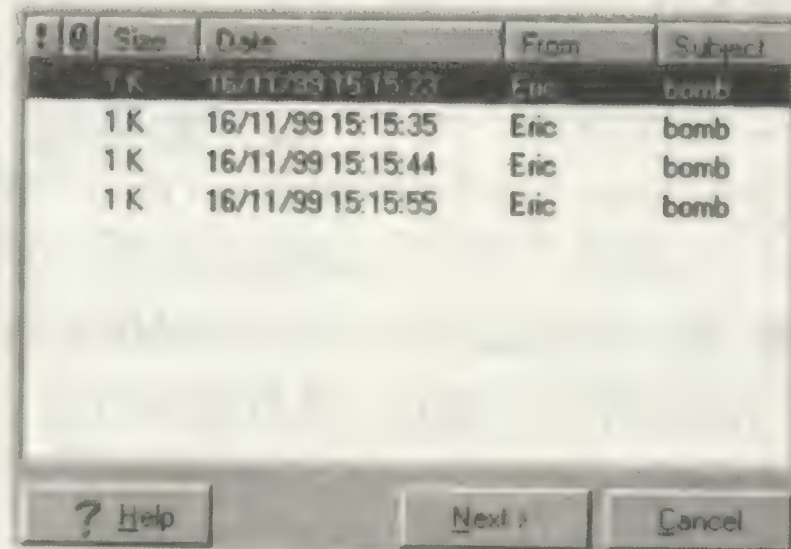 ! @ Size Date From Subject
1 K 16/11/99 15:15:23 Eric bomb
1 K 16/11/99 15:15:35 Eric bomb
1 K 16/11/99 15:15:44 Eric bomb
1 K 16/11/99 15:15:55 Eric bomb
? Help Next > Cancel